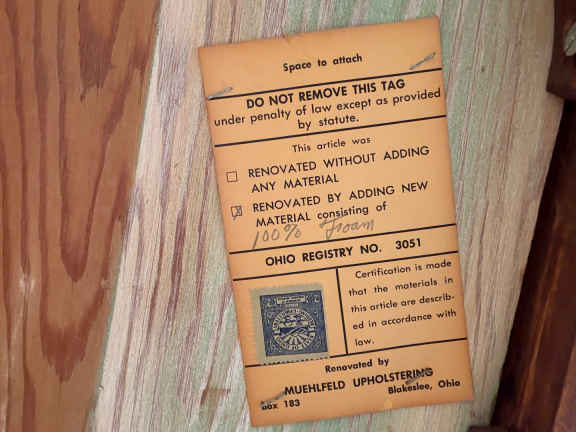 Space to attach
DO NOT REMOVE THIS TAG
under penalty of law except as provided
by statute.
This article was
RENOVATED WITHOUT ADDING
ANY MATERIAL
RENOVATED BY ADDING NEW
MATERIAL consisting of
100% Foam
OHIO REGISTRY NO. 3051
Certification is made
that the materials in
this article are describ-
ed in accordance with
law.
Renovated by
MUEHLFELD UPHOLSTERING
Box 183 Blakeslee, Ohio